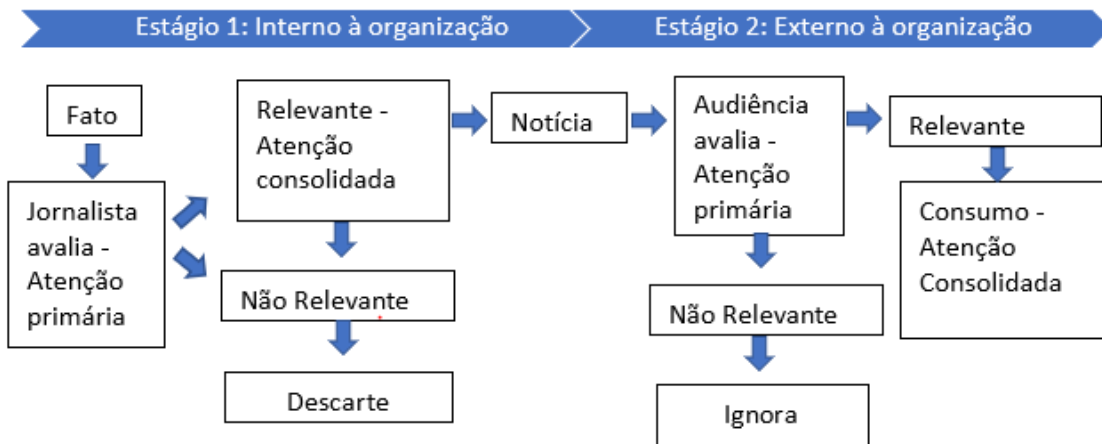 Estágio 1: Interno à organização
Estágio 2: Externo à organização
Fato
Jornalista
avalia -
Atenção
primária
Relevante -
Atenção
consolidada
Não Relevante
Descarte
Notícia
Audiência
avalia -
Atenção
primária
Não Relevante
Ignora
Relevante
Consumo -
Atenção
Consolidada